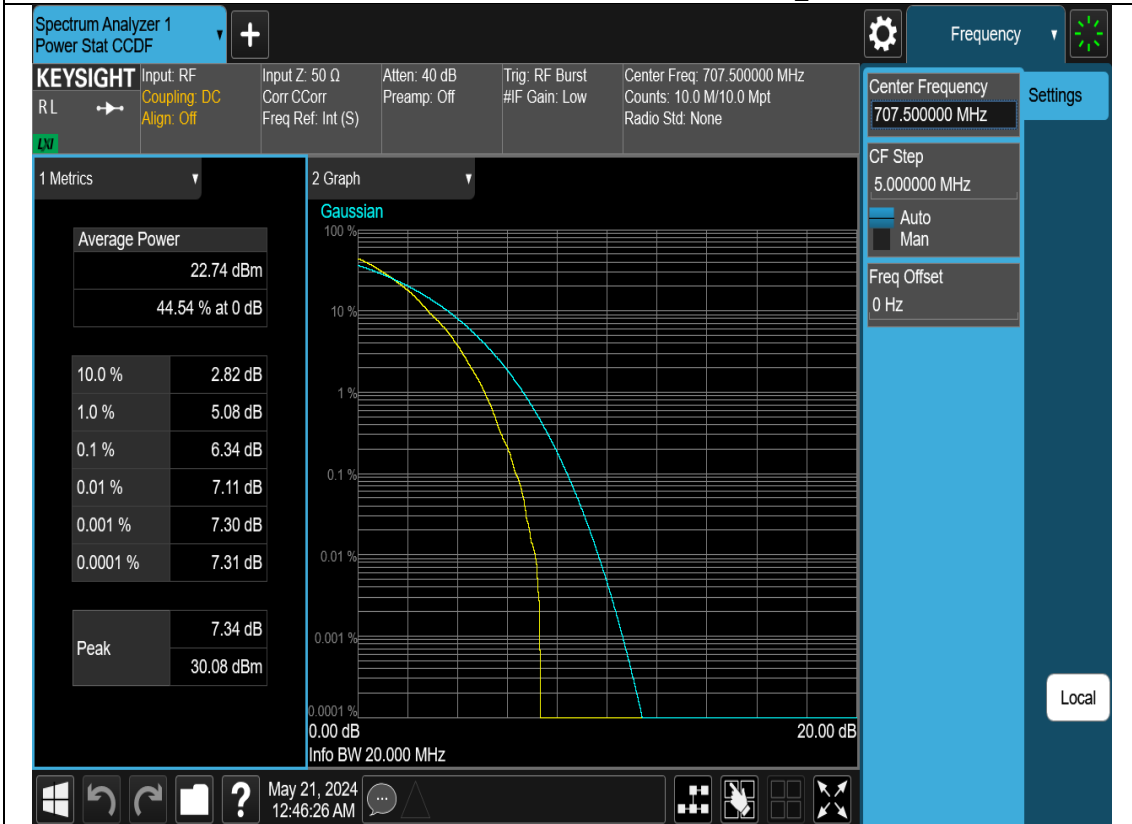 Spectrum Analyzer 1
Power Stat CCDF
Frequency
KEYSIGHT
RL
LXI
Input: RF
Coupling: DC
Align: Off
Input Z: 50 Ω
Corr CCorr
Freq Ref: Int (S)
Atten: 40 dB
Preamp: Off
Trig: RF Burst
#IF Gain: Low
Center Freq: 707.500000 MHz
Counts: 10.0 M/10.0 Mpt
Radio Std: None
Center Frequency
707.500000 MHz
Settings
CF Step
5.000000 MHz
Auto
Man
Freq Offset
0 Hz
Local
1 Metrics
Average Power
22.74 dBm
44.54 % at 0 dB
10.0 % 2.82 dB
1.0 % 5.08 dB
0.1 % 6.34 dB
0.01 % 7.11 dB
0.001 % 7.30 dB
0.0001 % 7.31 dB
Peak
7.34 dB
30.08 dBm
2 Graph
Gaussian
100 %
10 %
1 %
0.1 %
0.01 %
0.001 %
0.0001 %
0.00 dB 20.00 dB
Info BW 20.000 MHz
?
May 21, 2024
12:46:26 AM